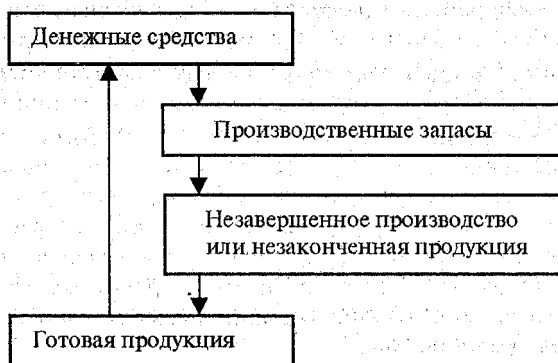 Денежные средства
Производственные запасы
Незавершенное производство
или незаконченная продукция
Готовая продукция